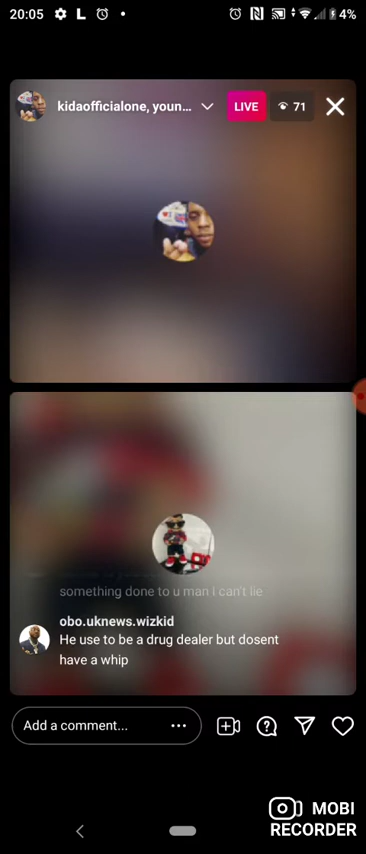 20:05 L 4%
kidaofficialone, youn... LIVE 71
something done to u man I can't lie
obo.uknews.wizkid
He use to be a drug dealer but dosent
have a whip
Add a comment...
MOBI
RECORDER